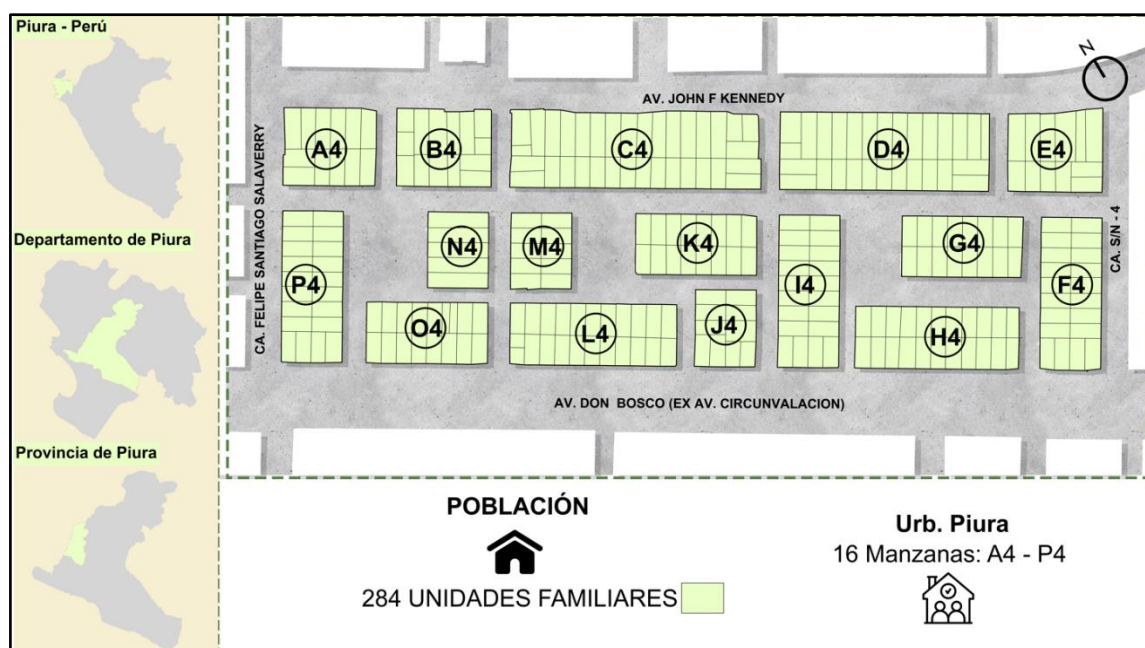 Piura - Perú
Departamento de Piura
Provincia de Piura
N
AV. JOHN F KENNEDY
CA. FELIPE SANTIAGO SALAVERRY
A4
B4
C4
D4
E4
P4
N4
M4
K4
I4
G4
F4
CA. S/N - 4
O4
L4
J4
H4
AV. DON BOSCO (EX AV. CIRCUNVALACION)
POBLACIÓN
284 UNIDADES FAMILIARES
Urb. Piura
16 Manzanas: A4 - P4